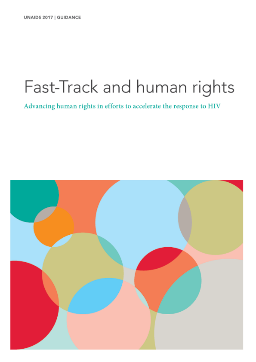 UNAIDS 2017 | GUIDANCE
Fast-Track and human rights
Advancing human rights in efforts to accelerate the response to HIV